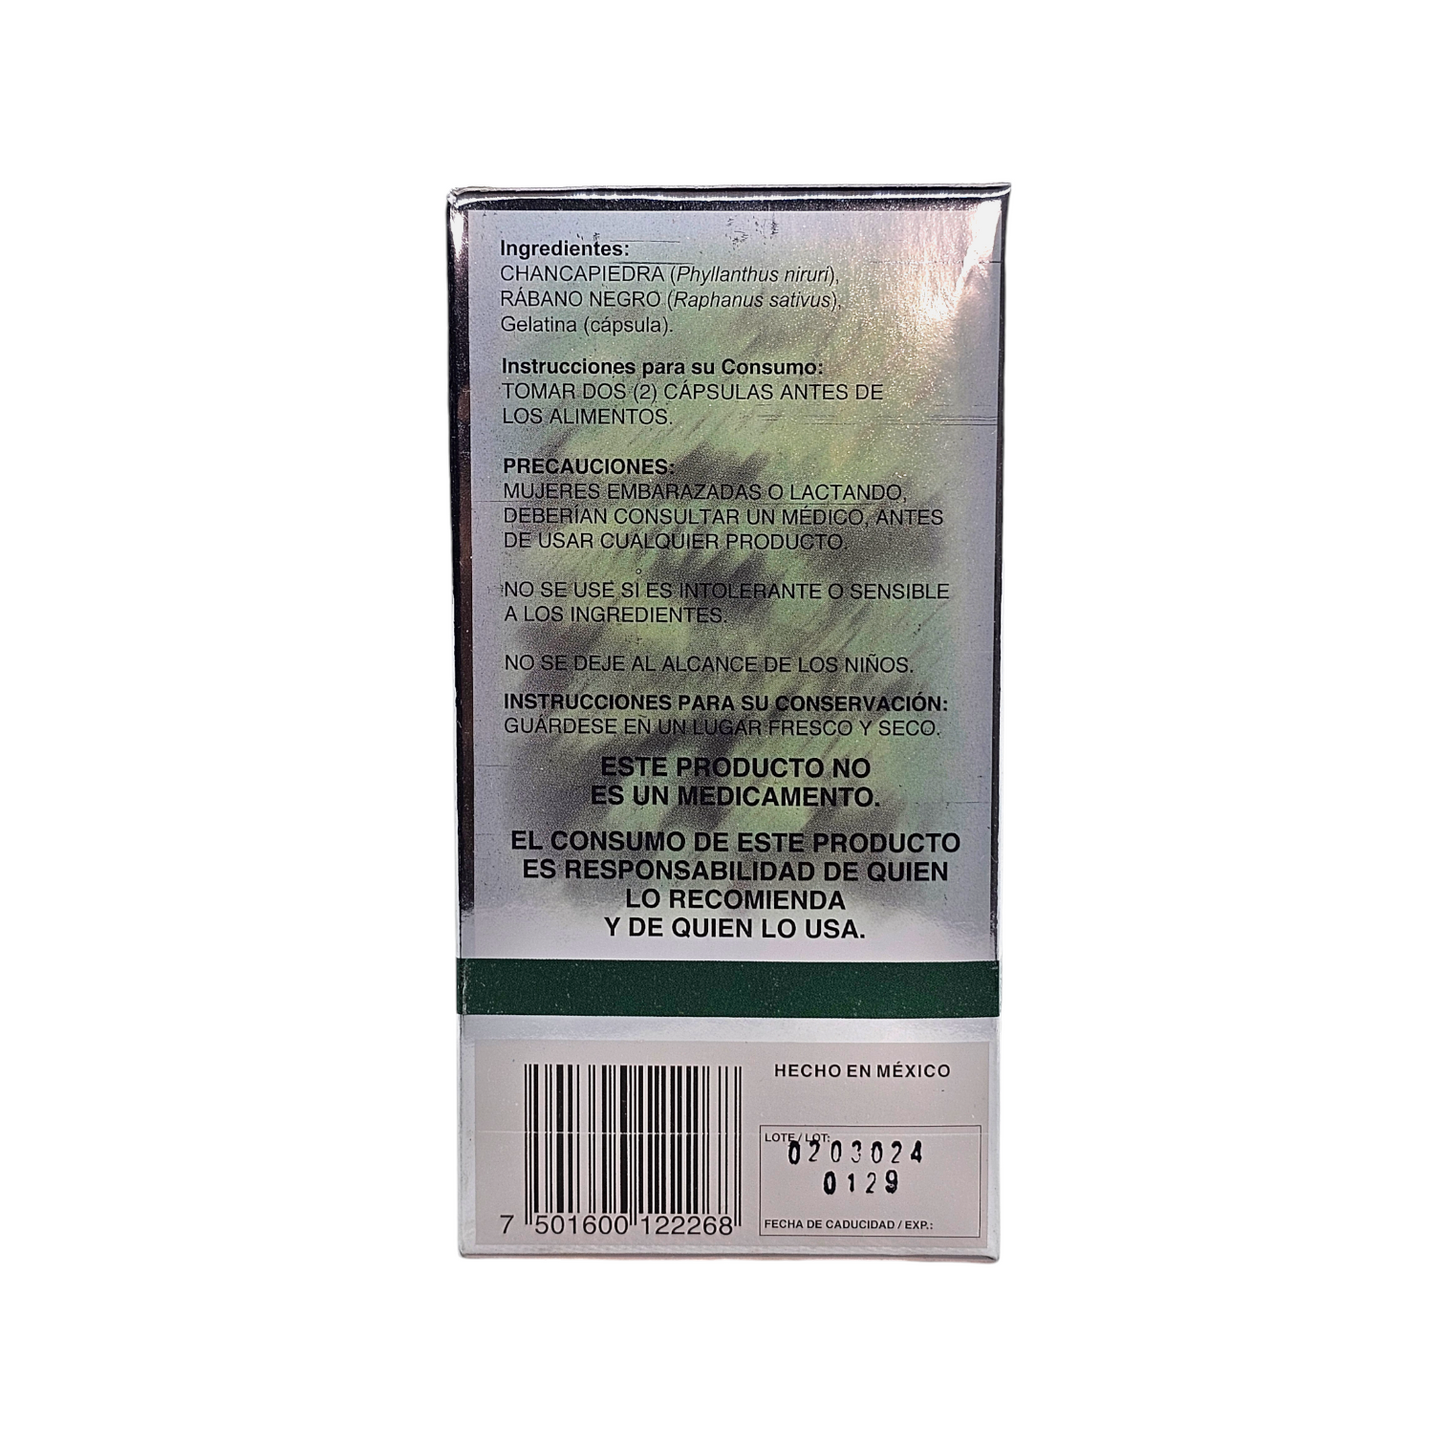 Ingredientes:
CHANCAPIEDRA (Phyllanthus niruri),
RÁBANO NEGRO (Raphanus sativus),
Gelatina (cápsula).
Instrucciones para su Consumo:
TOMAR DOS (2) CÁPSULAS ANTES DE
LOS ALIMENTOS.
PRECAUCIONES:
MUJERES EMBARAZADAS O LACTANDO,
DEBERÍAN CONSULTAR UN MÉDICO, ANTES
DE USAR CUALQUIER PRODUCTO.
NO SE USE SI ES INTOLERANTE O SENSIBLE
A LOS INGREDIENTES.
NO SE DEJE AL ALCANCE DE LOS NIÑOS.
INSTRUCCIONES PARA SU CONSERVACIÓN:
GUÁRDESE EN UN LUGAR FRESCO Y SECO.
ESTE PRODUCTO NO
ES UN MEDICAMENTO.
EL CONSUMO DE ESTE PRODUCTO
ES RESPONSABILIDAD DE QUIEN
LO RECOMIENDA
Y DE QUIEN LO USA.
HECHO EN MÉXICO
LOTE / LOT:
0203024
0129
FECHA DE CADUCIDAD / EXP.:
7 501600 122268